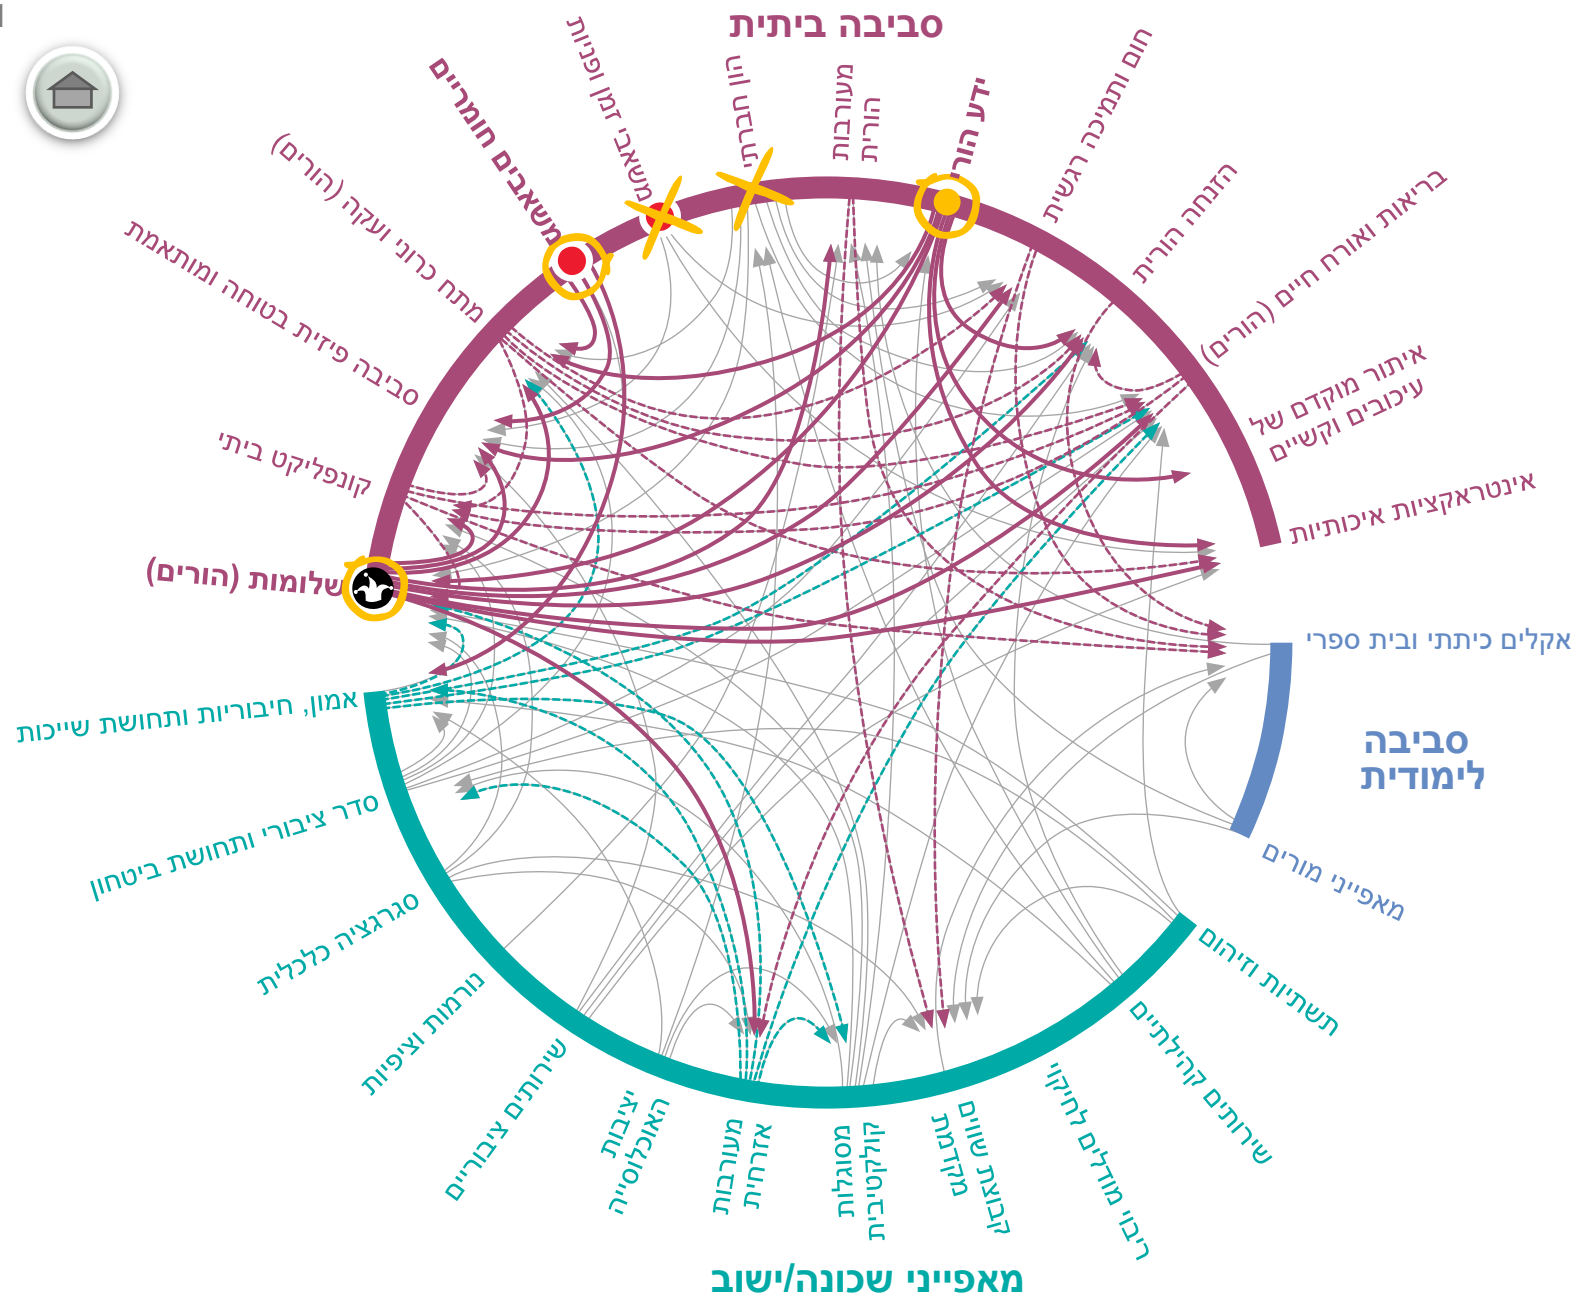 סביבה ביתית
הון חברתי
מעורבות
הורית
ידע הורי
חום ותמיכה רגשית
הזנחה הורית
בריאות ואורח חיים (הורים)
איתור מוקדם של
עיכובים וקשיים
אינטראקציות איכותיות
משאבי זמן ופניות
משאבים חומריים
מתח כרוני ועקה (הורים)
סביבה פיזית בטוחה ומותאמת
קונפליקט ביתי
שלומות (הורים)
אקלים כיתתי ובית ספרי
סביבה
לימודית
מאפייני מורים
אמון, חיבוריות ותחושת שייכות
סדר ציבורי ותחושת ביטחון
סגרגציה כלכלית
נורמות וציפיות
שירותים ציבוריים
יציבות
האוכלוסייה
מעורבות
אזרחית
מסוגלות
קולקטיבית
קבוצת שווים
מקדמת
ריבוי מודלים לחיקוי
שירותים קהילתיים
תשתיות וזיהום
מאפייני שכונה/ישוב